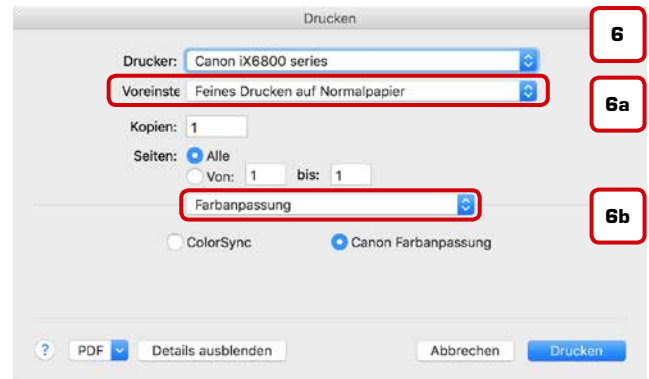 Drucken
6
Drucker: Canon iX6800 series
Voreinste Feines Drucken auf Normalpapier
6a
Kopien: 1
Seiten: Alle
Von: 1 bis: 1
Farbanpassung
6b
ColorSync Canon Farbanpassung
? PDF Details ausblenden Abbrechen Drucken